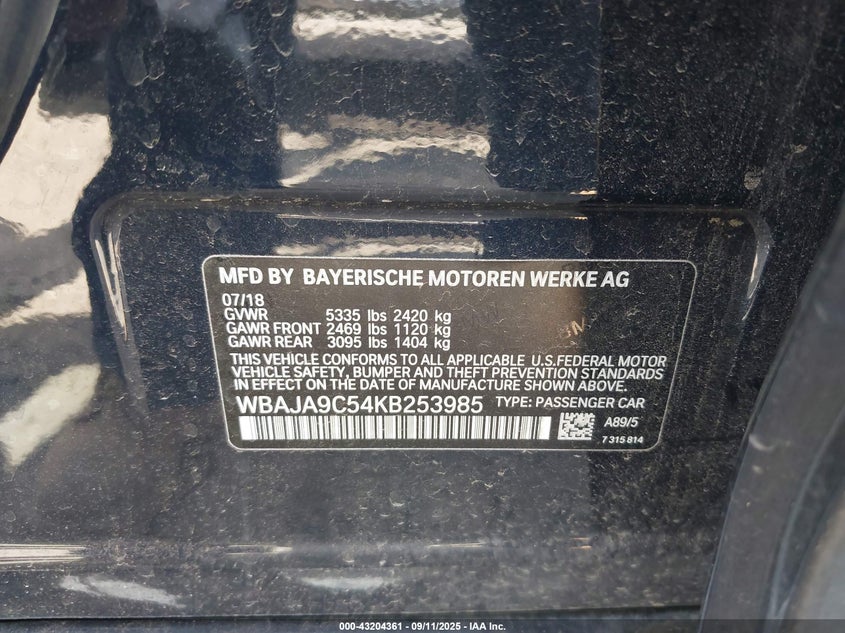 MFD BY BAYERISCHE MOTOREN WERKE AG
07/18
GVWR 5335 lbs 2420 kg
GAWR FRONT 2469 lbs 1120 kg
GAWR REAR 3095 lbs 1404 kg
THIS VEHICLE CONFORMS TO ALL APPLICABLE U.S.FEDERAL MOTOR
VEHICLE SAFETY, BUMPER AND THEFT PREVENTION STANDARDS
IN EFFECT ON THE DATE OF MANUFACTURE SHOWN ABOVE.
WBAJA9C54KB253985 TYPE: PASSENGER CAR
A89/5
7 315 814
000-43204361 - 09/11/2025 - IAA Inc.